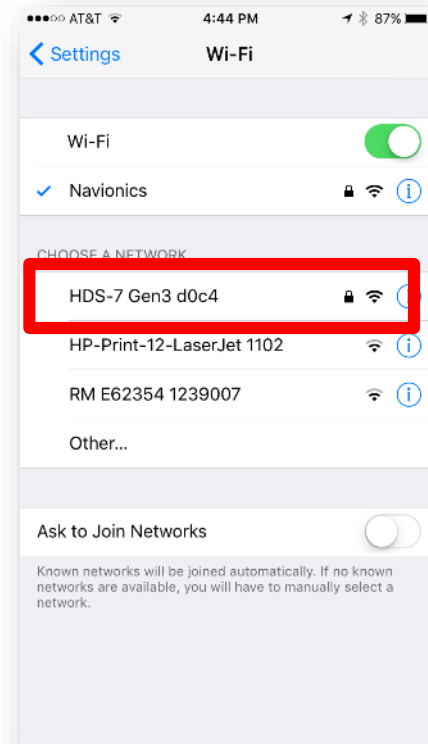 AT&T 4:44 PM 87%
Settings Wi-Fi
Wi-Fi
Navionics
CHOOSE A NETWORK
HDS-7 Gen3 d0c4
HP-Print-12-LaserJet 1102
RM E62354 1239007
Other...
Ask to Join Networks
Known networks will be joined automatically. If no known
networks are available, you will have to manually select a
network.